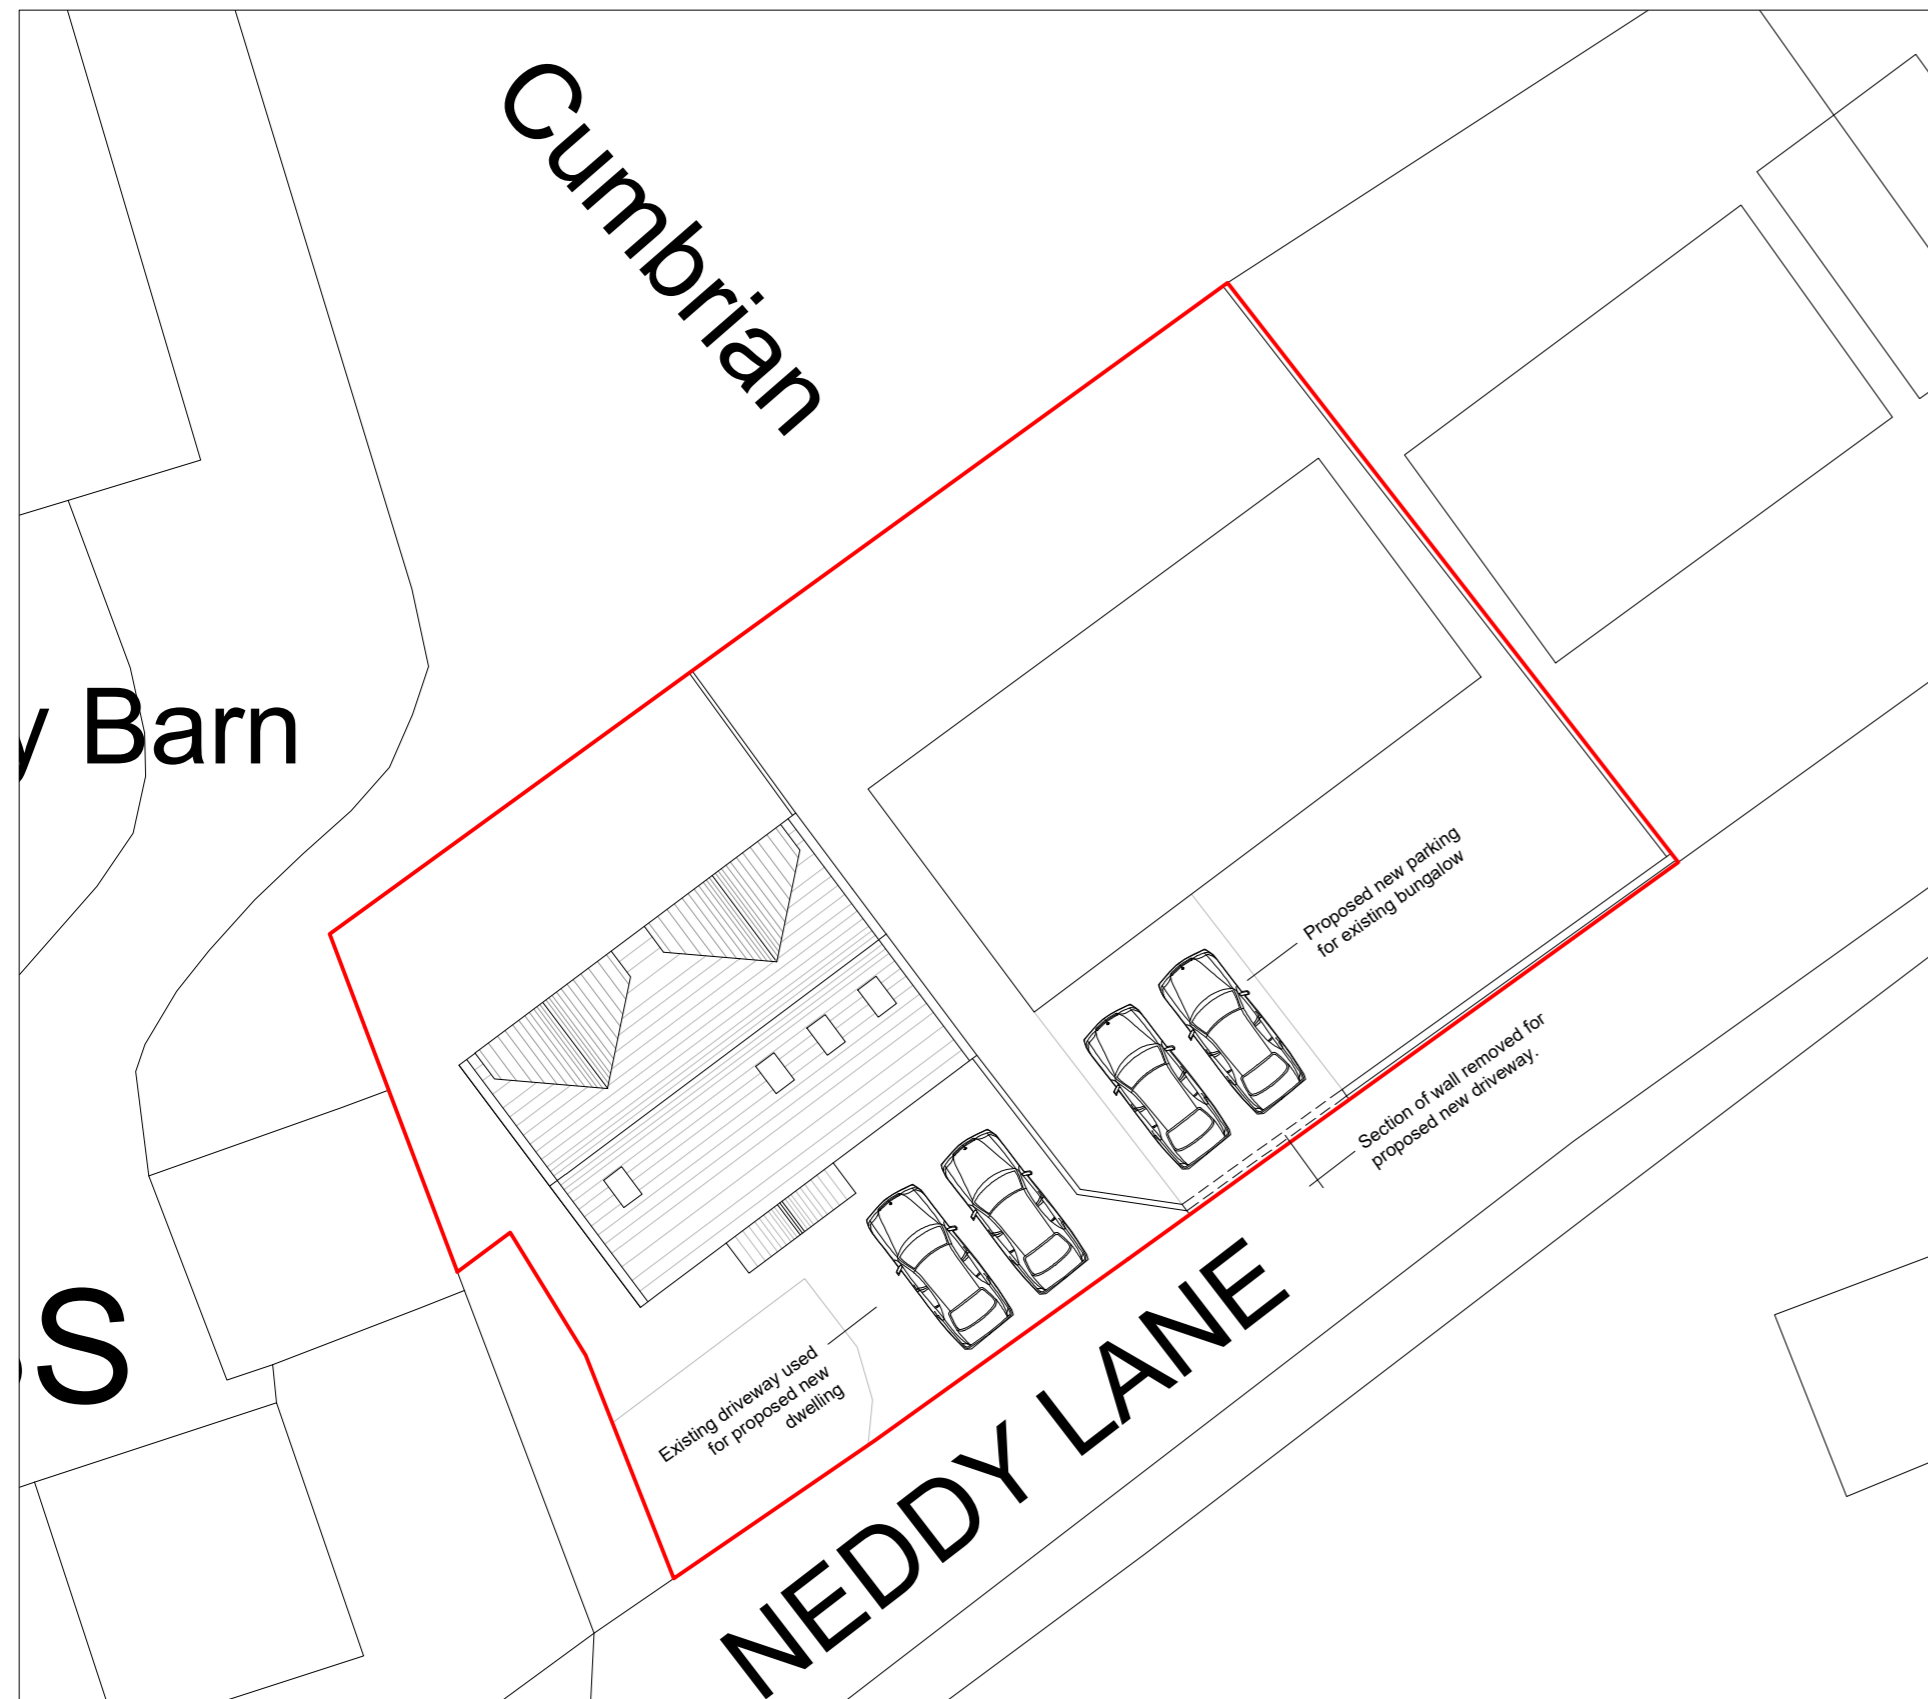 Cumbrian
y Barn
Proposed new parking
for existing bungalow
Section of wall removed for
proposed new driveway.
S
Existing driveway used
for proposed new
dwelling
NEDDY LANE